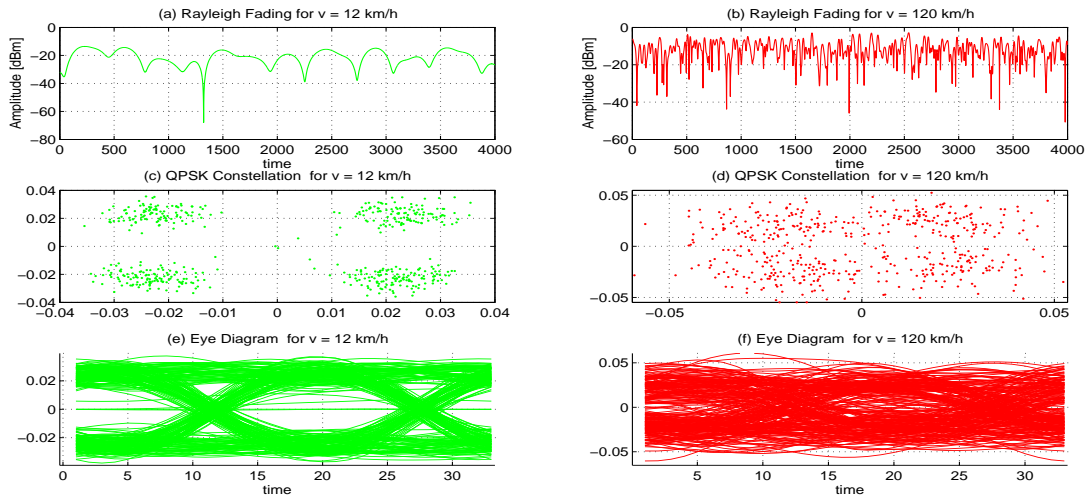 (a) Rayleigh Fading for v = 12 km/h
0
−20
−40
−60
−80
Amplitude [dBm]
0 500 1000 1500 2000 2500 3000 3500 4000
time
(b) Rayleigh Fading for v = 120 km/h
0
−20
−40
−60
Amplitude [dBm]
0 500 1000 1500 2000 2500 3000 3500 4000
time
(c) QPSK Constellation for v = 12 km/h
0.04
0.02
0
−0.02
−0.04
−0.04 −0.03 −0.02 −0.01 0 0.01 0.02 0.03 0.04
(d) QPSK Constellation for v = 120 km/h
0.05
0
−0.05
−0.05 0 0.05
(e) Eye Diagram for v = 12 km/h
0.02
0
−0.02
0 5 10 15 20 25 30
time
(f) Eye Diagram for v = 120 km/h
0.05
0
−0.05
5 10 15 20 25 30
time